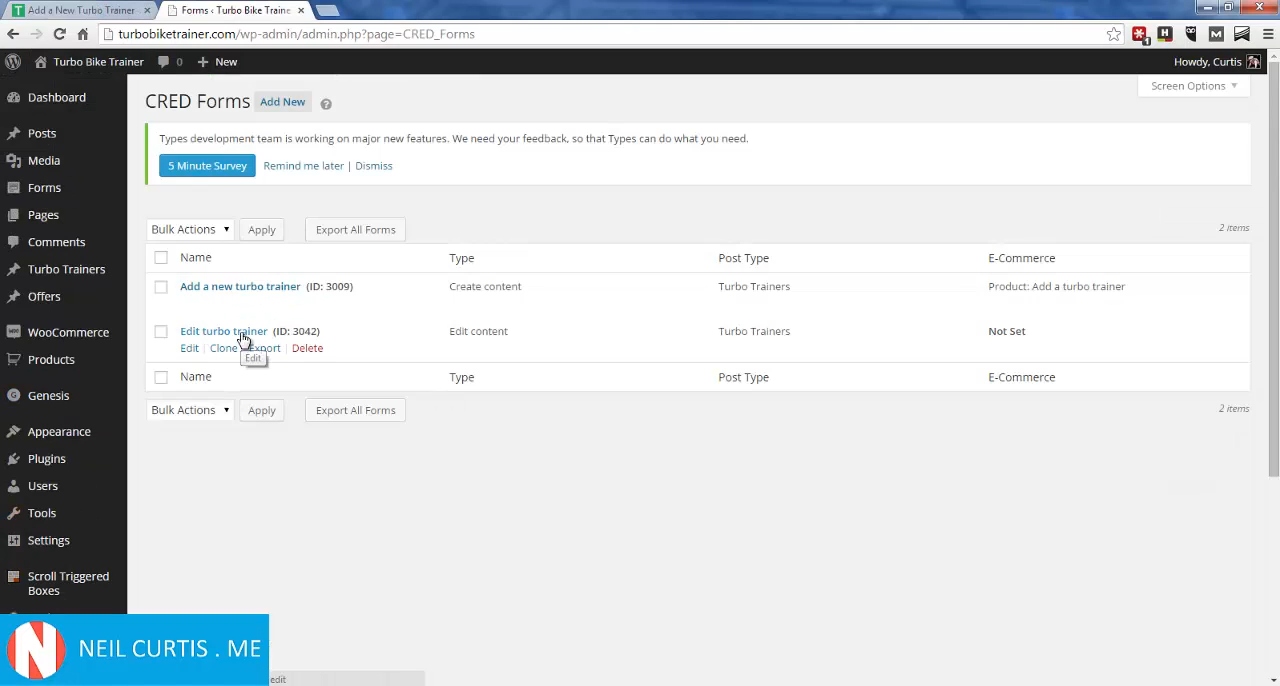 Add a New Turbo Trainer
Forms ‹ Turbo Bike Traine
turbobiketrainer.com/wp-admin/admin.php?page=CRED_Forms
Turbo Bike Trainer 0 + New
Howdy, Curtis
Screen Options ▼
Dashboard
Posts
Media
Forms
Pages
Comments
Turbo Trainers
Offers
WooCommerce
Products
Genesis
Appearance
Plugins
Users
Tools
Settings
Scroll Triggered
Boxes
CRED Forms Add New
Types development team is working on major new features. We need your feedback, so that Types can do what you need.
5 Minute Survey Remind me later | Dismiss
Bulk Actions Apply Export All Forms 2 items
Name Type Post Type E-Commerce
Add a new turbo trainer (ID: 3009) Create content Turbo Trainers Product: Add a turbo trainer
Edit turbo trainer (ID: 3042) Edit content Turbo Trainers Not Set
Edit | Clone Export | Delete
Edit
Name Type Post Type E-Commerce
Bulk Actions Apply Export All Forms 2 items
NEIL CURTIS . ME
edit